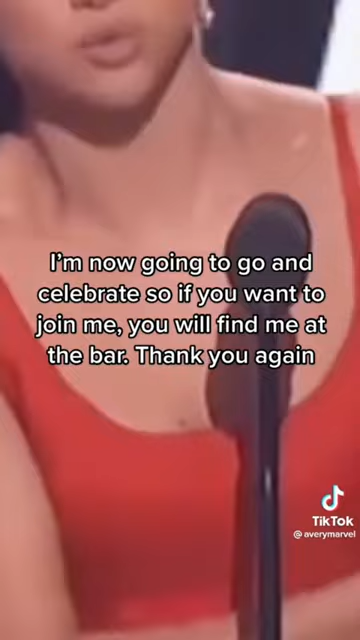 I'm now going to go and
celebrate so if you want to
join me, you will find me at
the bar. Thank you again
TikTok
@averymarvel